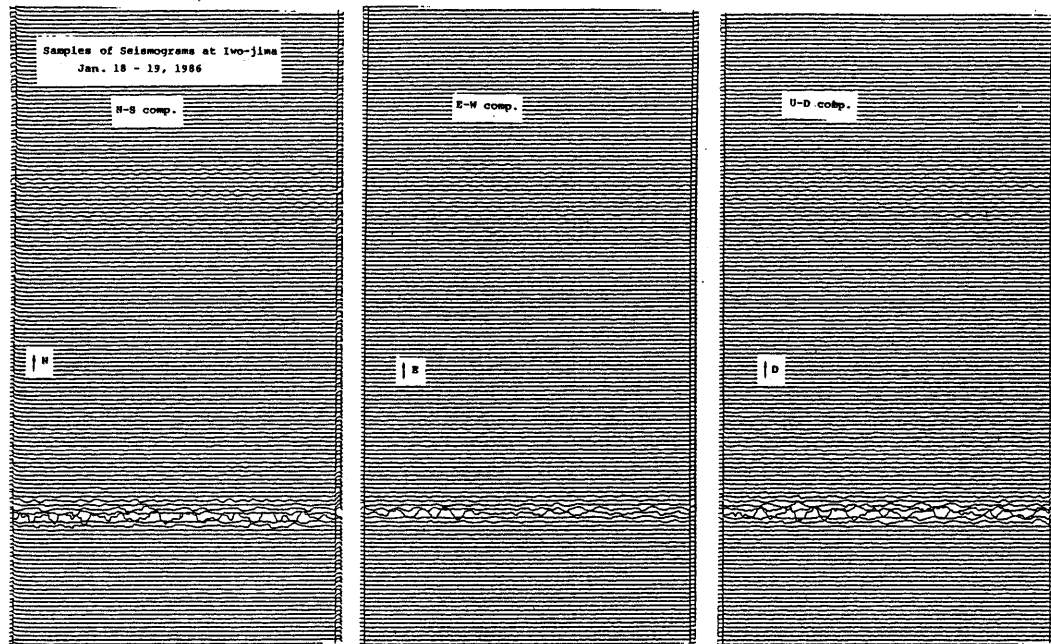 Samples of Seismograms at Iwo-jima
Jan. 18 - 19, 1986
N-S comp.
E-W comp.
U-D comp.
N
E
D